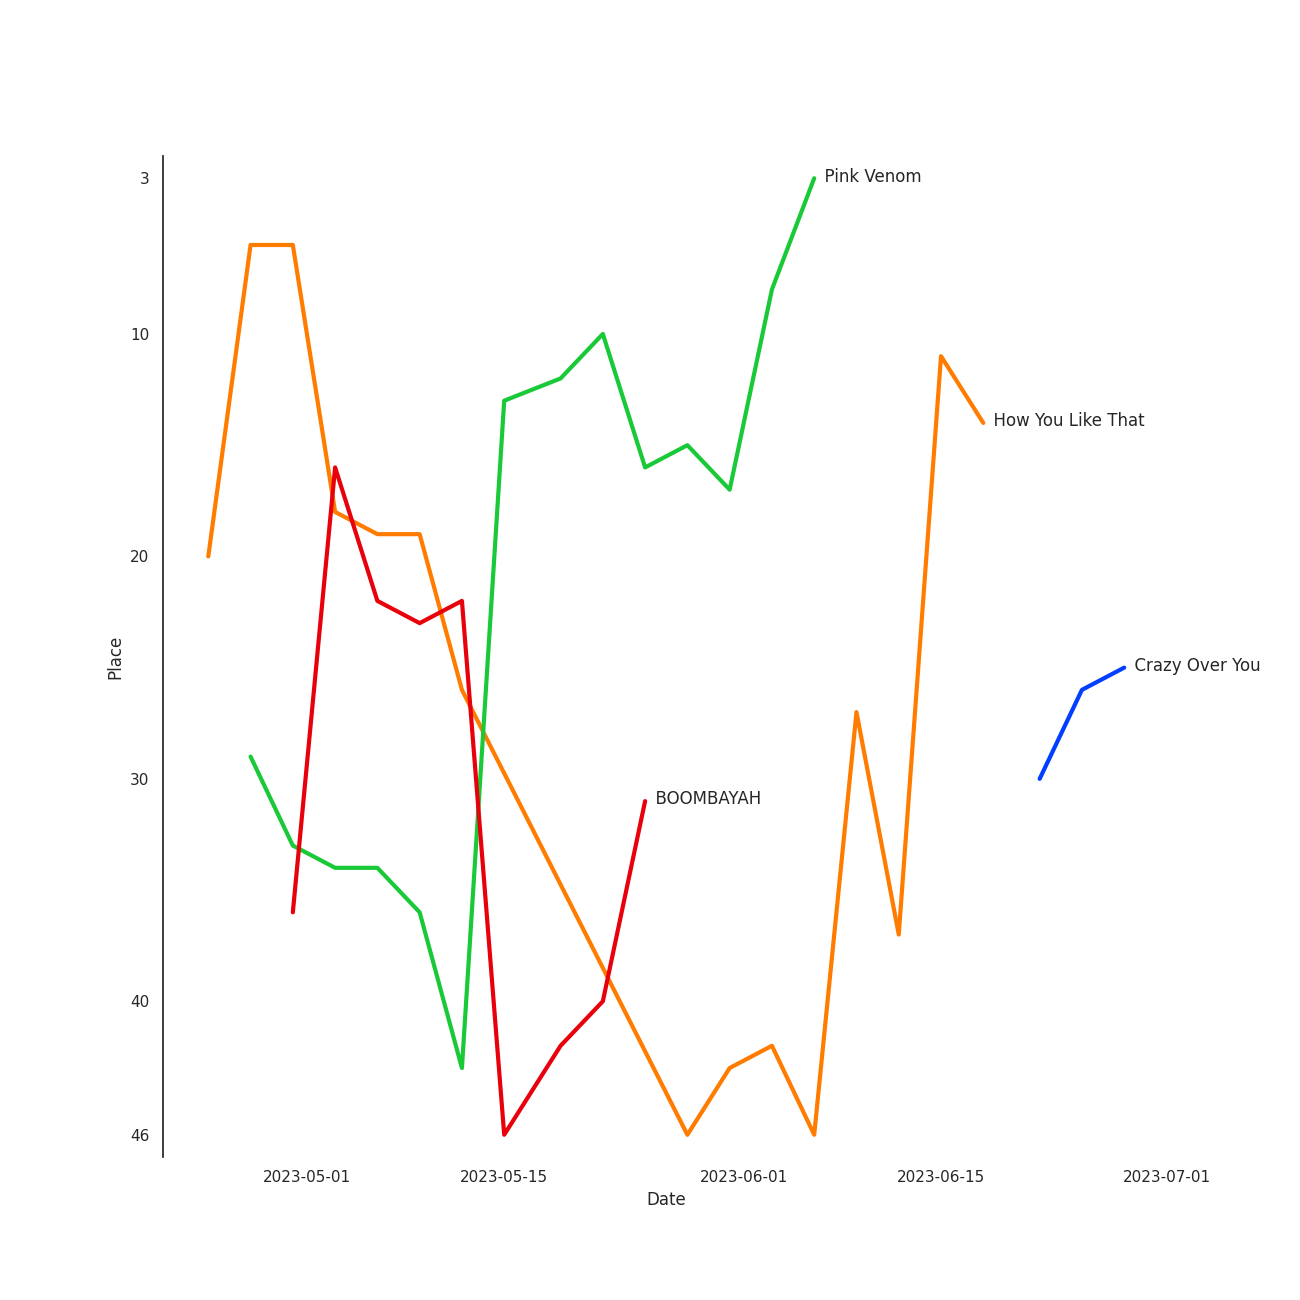 3
Pink Venom
10
How You Like That
20
Crazy Over You
Place
30
BOOMBAYAH
40
46
2023-05-01
2023-05-15
2023-06-01
2023-06-15
2023-07-01
Date